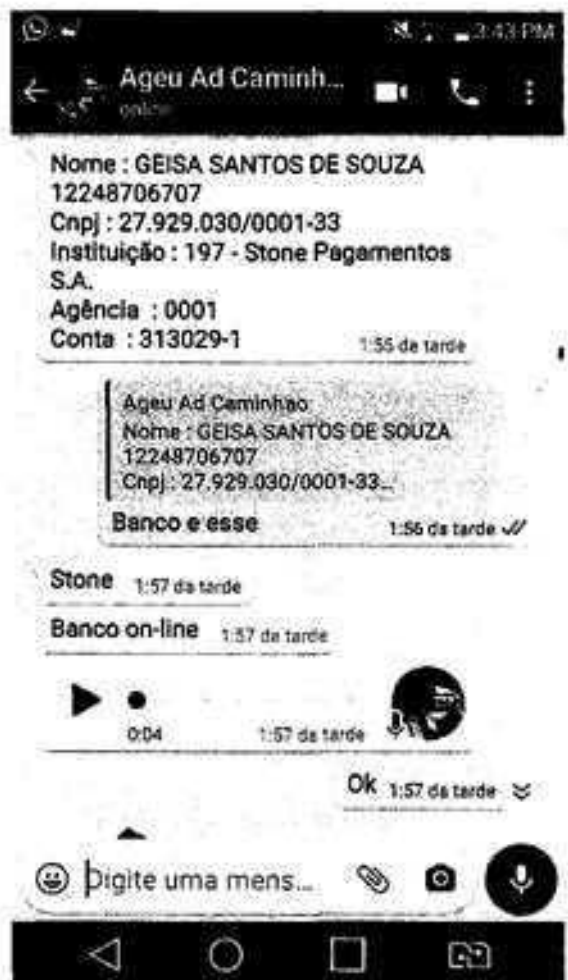 3:43 PM
Ageu Ad Caminh...
online
Nome : GEISA SANTOS DE SOUZA
12248706707
Cnpj : 27.929.030/0001-33
Instituição : 197 - Stone Pagamentos
S.A.
Agência : 0001
Conta : 313029-1
1:55 da tarde
Ageu Ad Caminhao
Nome : GEISA SANTOS DE SOUZA
12248706707
Cnpj : 27.929.030/0001-33...
Banco e esse 1:56 da tarde
Stone 1:57 da tarde
Banco on-line 1:57 da tarde
0:04 1:57 da tarde
Ok 1:57 da tarde
Digite uma mens...